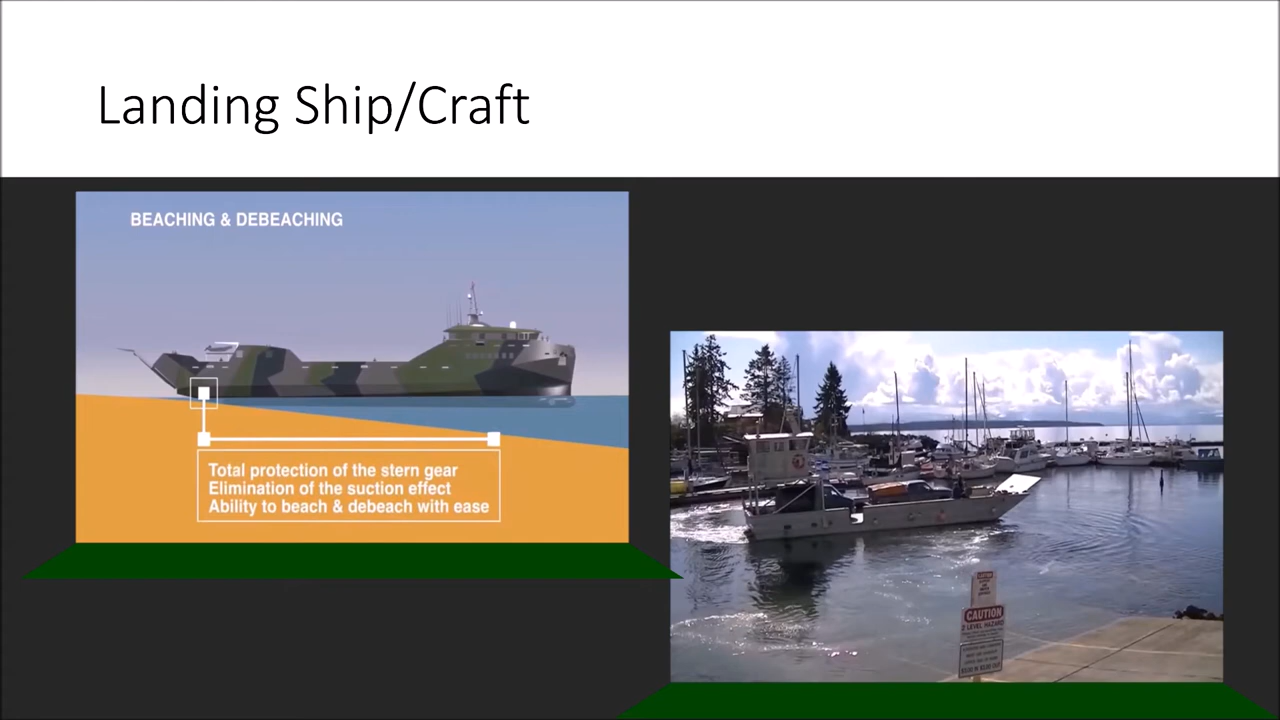 Landing Ship/Craft
BEACHING & DEBEACHING
Total protection of the stern gear
Elimination of the suction effect
Ability to beach & debeach with ease
CAUTION